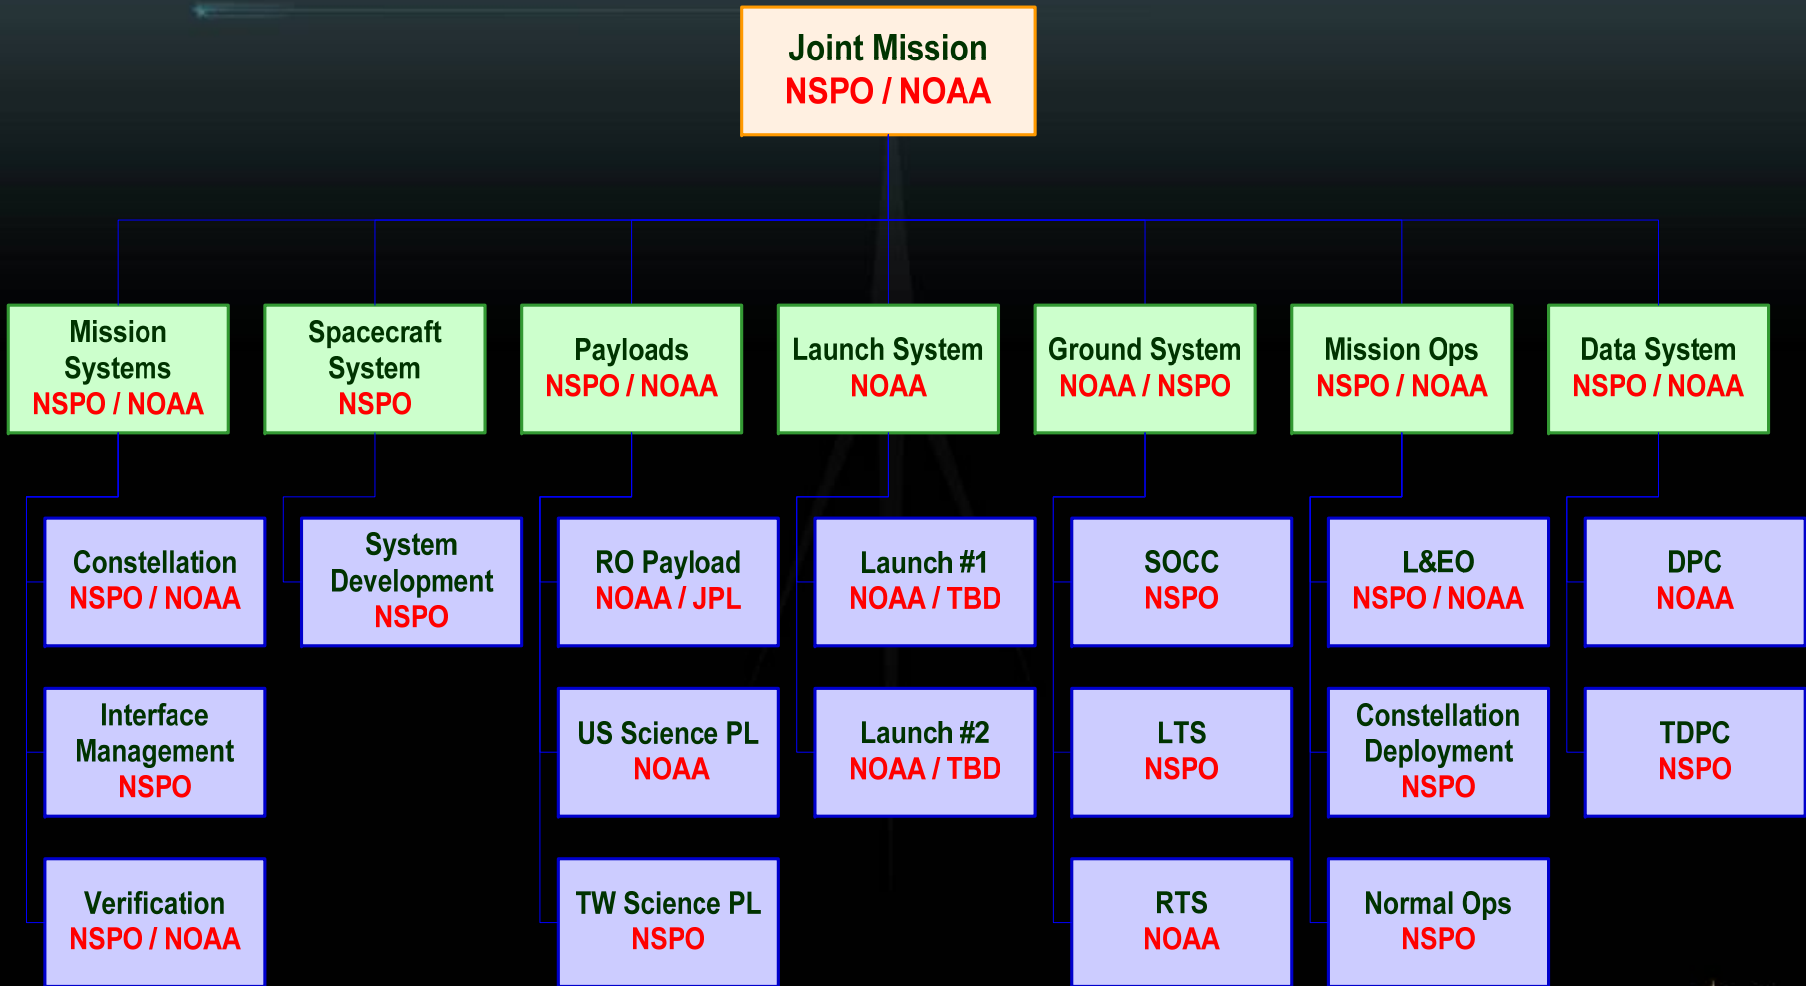 Joint Mission
NSPO / NOAA
Mission
Systems
NSPO / NOAA
Spacecraft
System
NSPO
Payloads
NSPO / NOAA
Launch System
NOAA
Ground System
NOAA / NSPO
Mission Ops
NSPO / NOAA
Data System
NSPO / NOAA
Constellation
NSPO / NOAA
System
Development
NSPO
RO Payload
NOAA / JPL
Launch #1
NOAA / TBD
SOCC
NSPO
L&EO
NSPO / NOAA
DPC
NOAA
Interface
Management
NSPO
US Science PL
NOAA
Launch #2
NOAA / TBD
LTS
NSPO
Constellation
Deployment
NSPO
TDPC
NSPO
Verification
NSPO / NOAA
TW Science PL
NSPO
RTS
NOAA
Normal Ops
NSPO